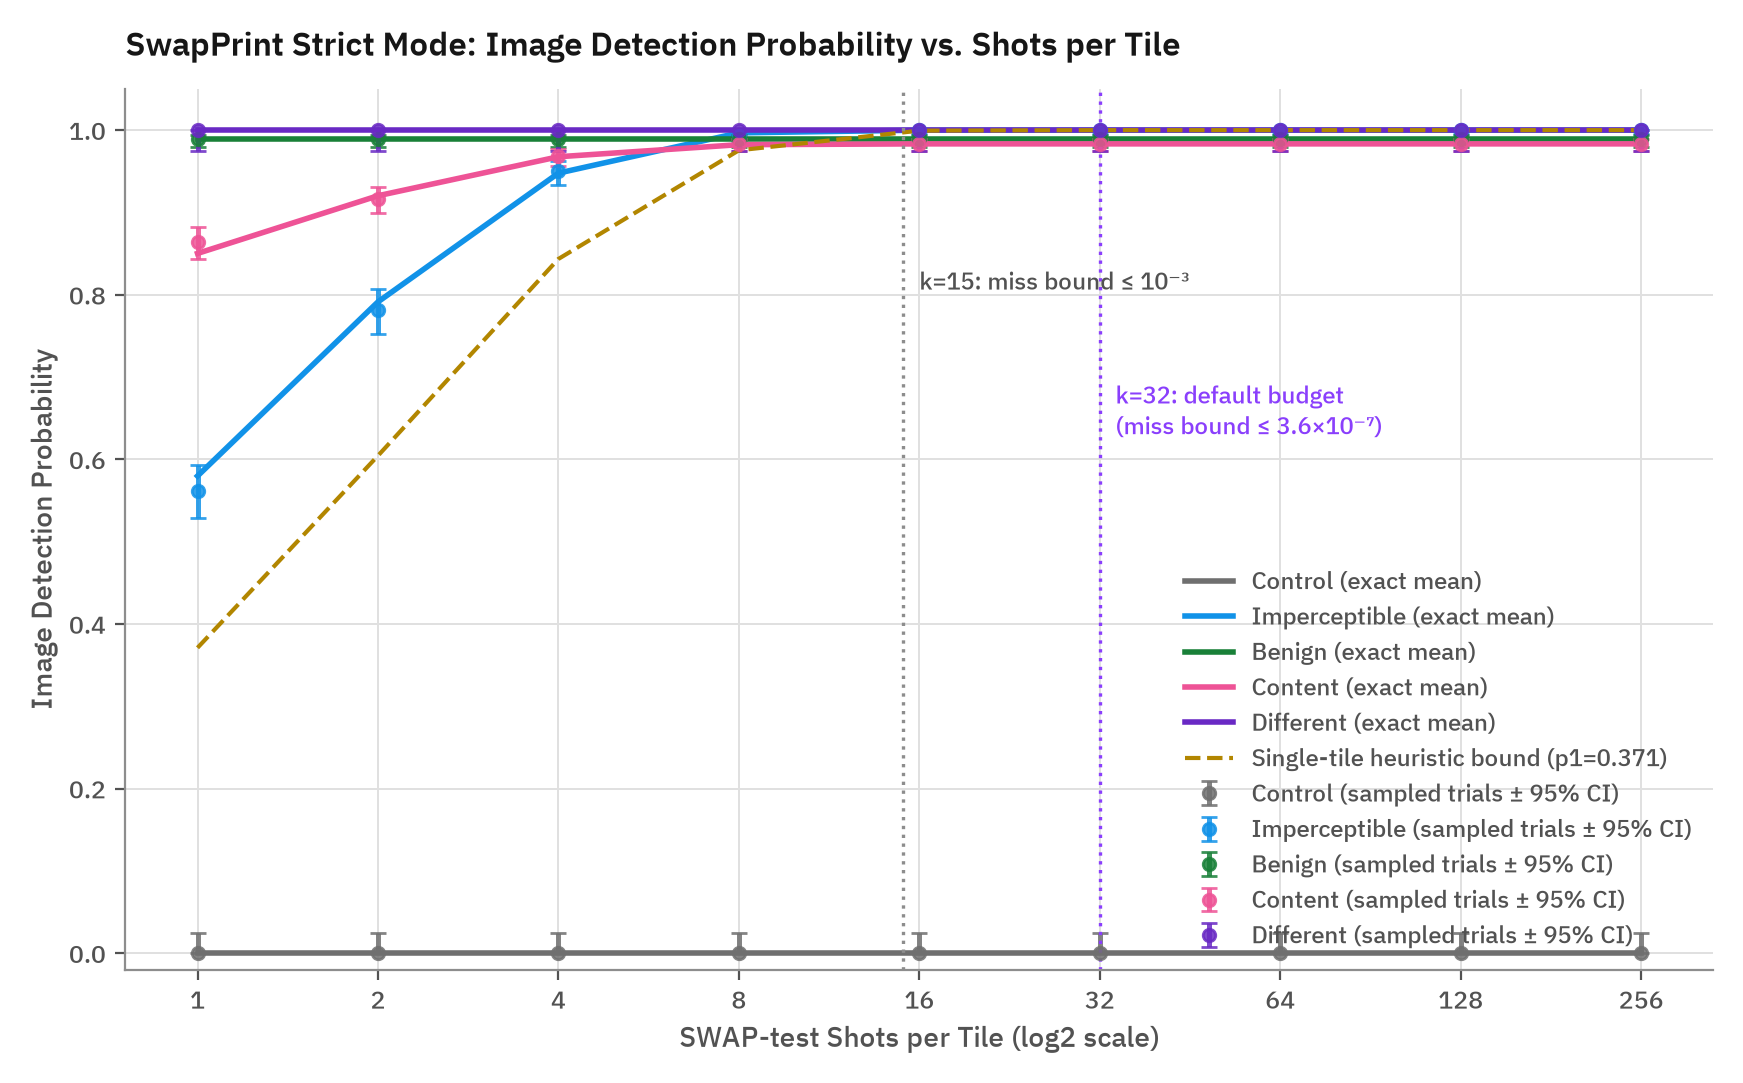 SwapPrint Strict Mode: Image Detection Probability vs. Shots per Tile
Image Detection Probability
1.0
0.8
0.6
0.4
0.2
0.0
k=15: miss bound ≤ 10⁻³
k=32: default budget
(miss bound ≤ 3.6×10⁻⁷)
Control (exact mean)
Imperceptible (exact mean)
Benign (exact mean)
Content (exact mean)
Different (exact mean)
Single-tile heuristic bound (p1=0.371)
Control (sampled trials ± 95% CI)
Imperceptible (sampled trials ± 95% CI)
Benign (sampled trials ± 95% CI)
Content (sampled trials ± 95% CI)
Different (sampled trials ± 95% CI)
1 2 4 8 16 32 64 128 256
SWAP-test Shots per Tile (log2 scale)